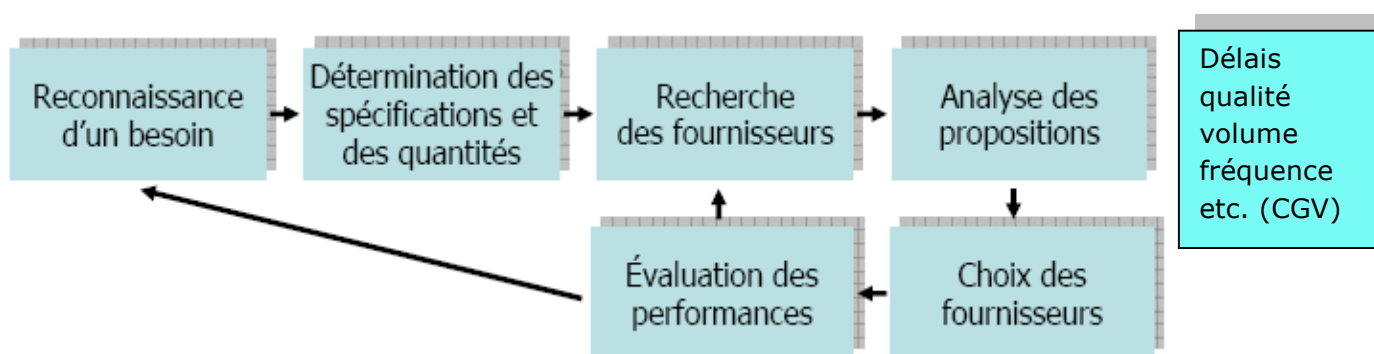 Reconnaissance
d'un besoin
Détermination des
spécifications et
des quantités
Recherche
des fournisseurs
Analyse des
propositions
Délais
qualité
volume
fréquence
etc. (CGV)
Évaluation des
performances
Choix des
fournisseurs